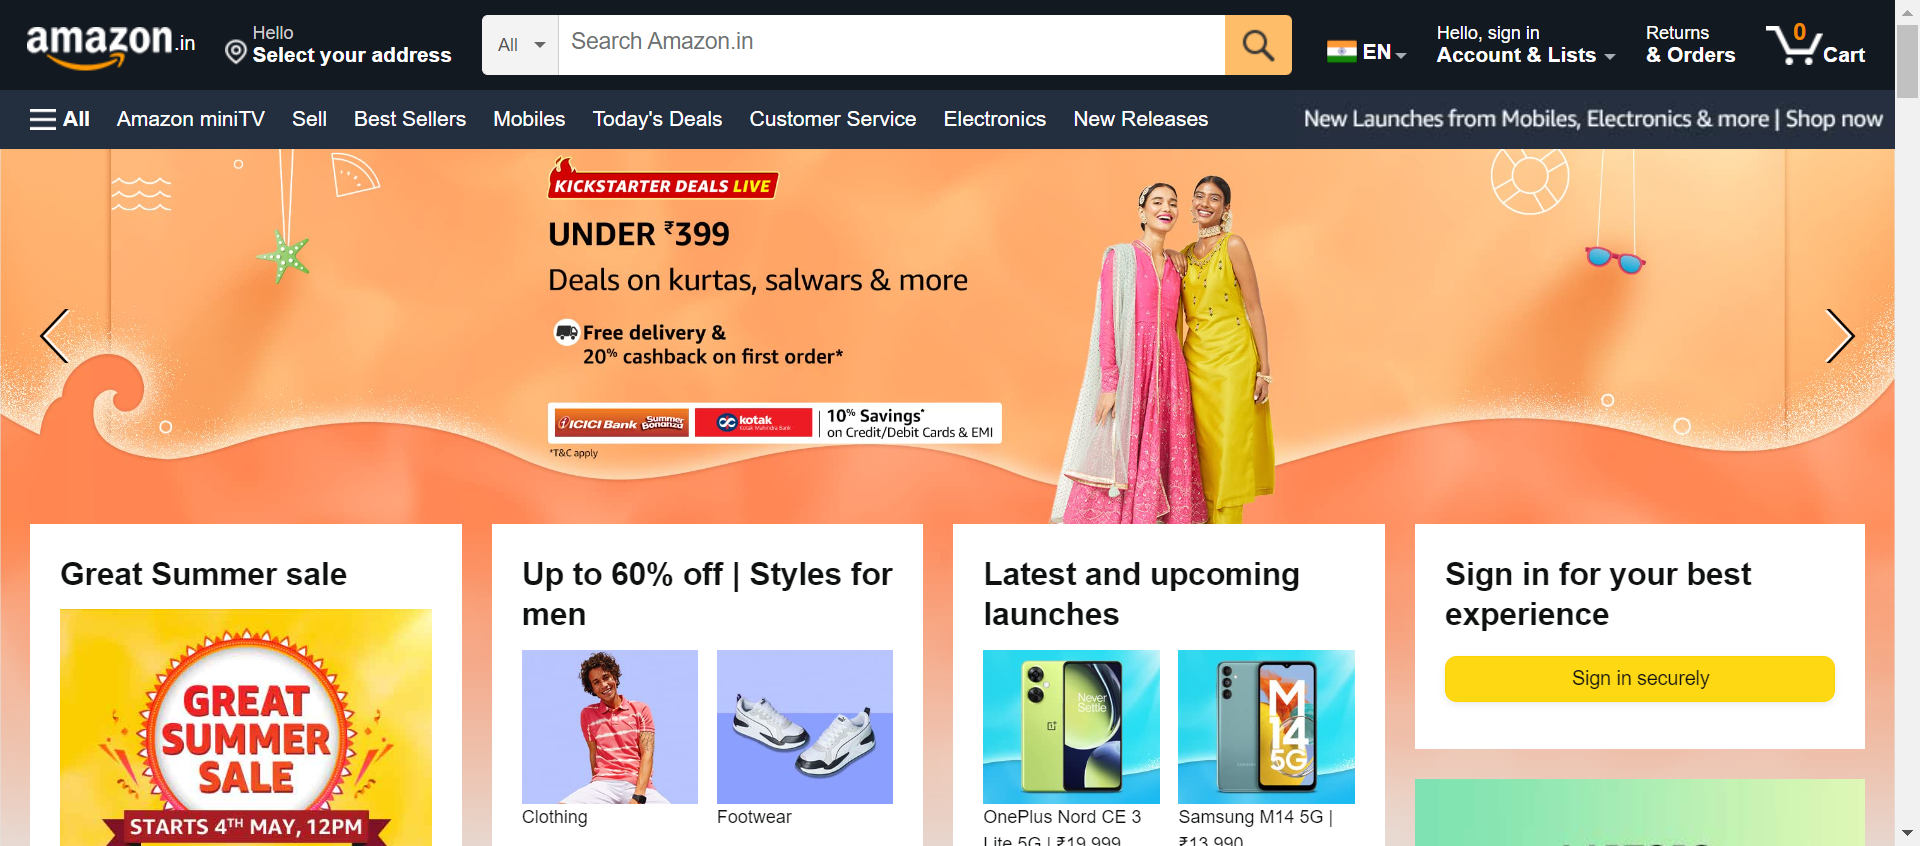 amazon.in
Hello
Select your address
All
Search Amazon.in
EN
Hello, sign in
Account & Lists
Returns
& Orders
0
Cart
All
Amazon miniTV
Sell
Best Sellers
Mobiles
Today's Deals
Customer Service
Electronics
New Releases
New Launches from Mobiles, Electronics & more | Shop now
KICKSTARTER DEALS LIVE
UNDER ₹399
Deals on kurtas, salwars & more
Free delivery &
20% cashback on first order*
ICICI Bank
Summer
Bonanza
kotak
Kotak Mahindra Bank
10% Savings*
on Credit/Debit Cards & EMI
*T&C apply
Great Summer sale
GREAT
SUMMER
SALE
STARTS 4TH MAY, 12PM
Up to 60% off | Styles for
men
Clothing
Footwear
Latest and upcoming
launches
Never
Settle
OnePlus Nord CE 3
Lite 5G | ₹19,999
SAMSUNG
M
14
5G
Samsung M14 5G |
₹13,990
Sign in for your best
experience
Sign in securely